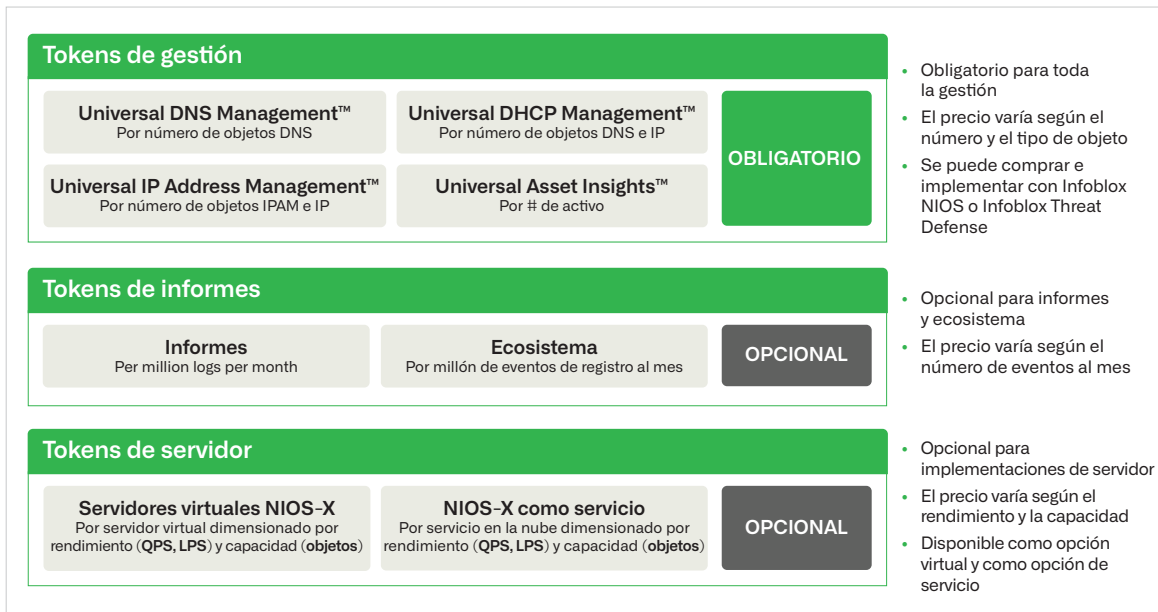 Tokens de gestión
Universal DNS Management™
Por número de objetos DNS
Universal DHCP Management™
Por número de objetos DNS e IP
Universal IP Address Management™
Por número de objetos IPAM e IP
Universal Asset Insights™
Por # de activo
OBLIGATORIO
• Obligatorio para toda
la gestión
• El precio varía según el
número y el tipo de objeto
• Se puede comprar e
implementar con Infoblox
NIOS o Infoblox Threat
Defense
Tokens de informes
Informes
Per million logs per month
Ecosistema
Por millón de eventos de registro al mes
OPCIONAL
• Opcional para informes
y ecosistema
• El precio varía según el
número de eventos al mes
Tokens de servidor
Servidores virtuales NIOS-X
Por servidor virtual dimensionado por
rendimiento (QPS, LPS) y capacidad (objetos)
NIOS-X como servicio
Por servicio en la nube dimensionado por
rendimiento (QPS, LPS) y capacidad (objetos)
OPCIONAL
• Opcional para
implementaciones de servidor
• El precio varía según el
rendimiento y la capacidad
• Disponible como opción
virtual y como opción de
servicio